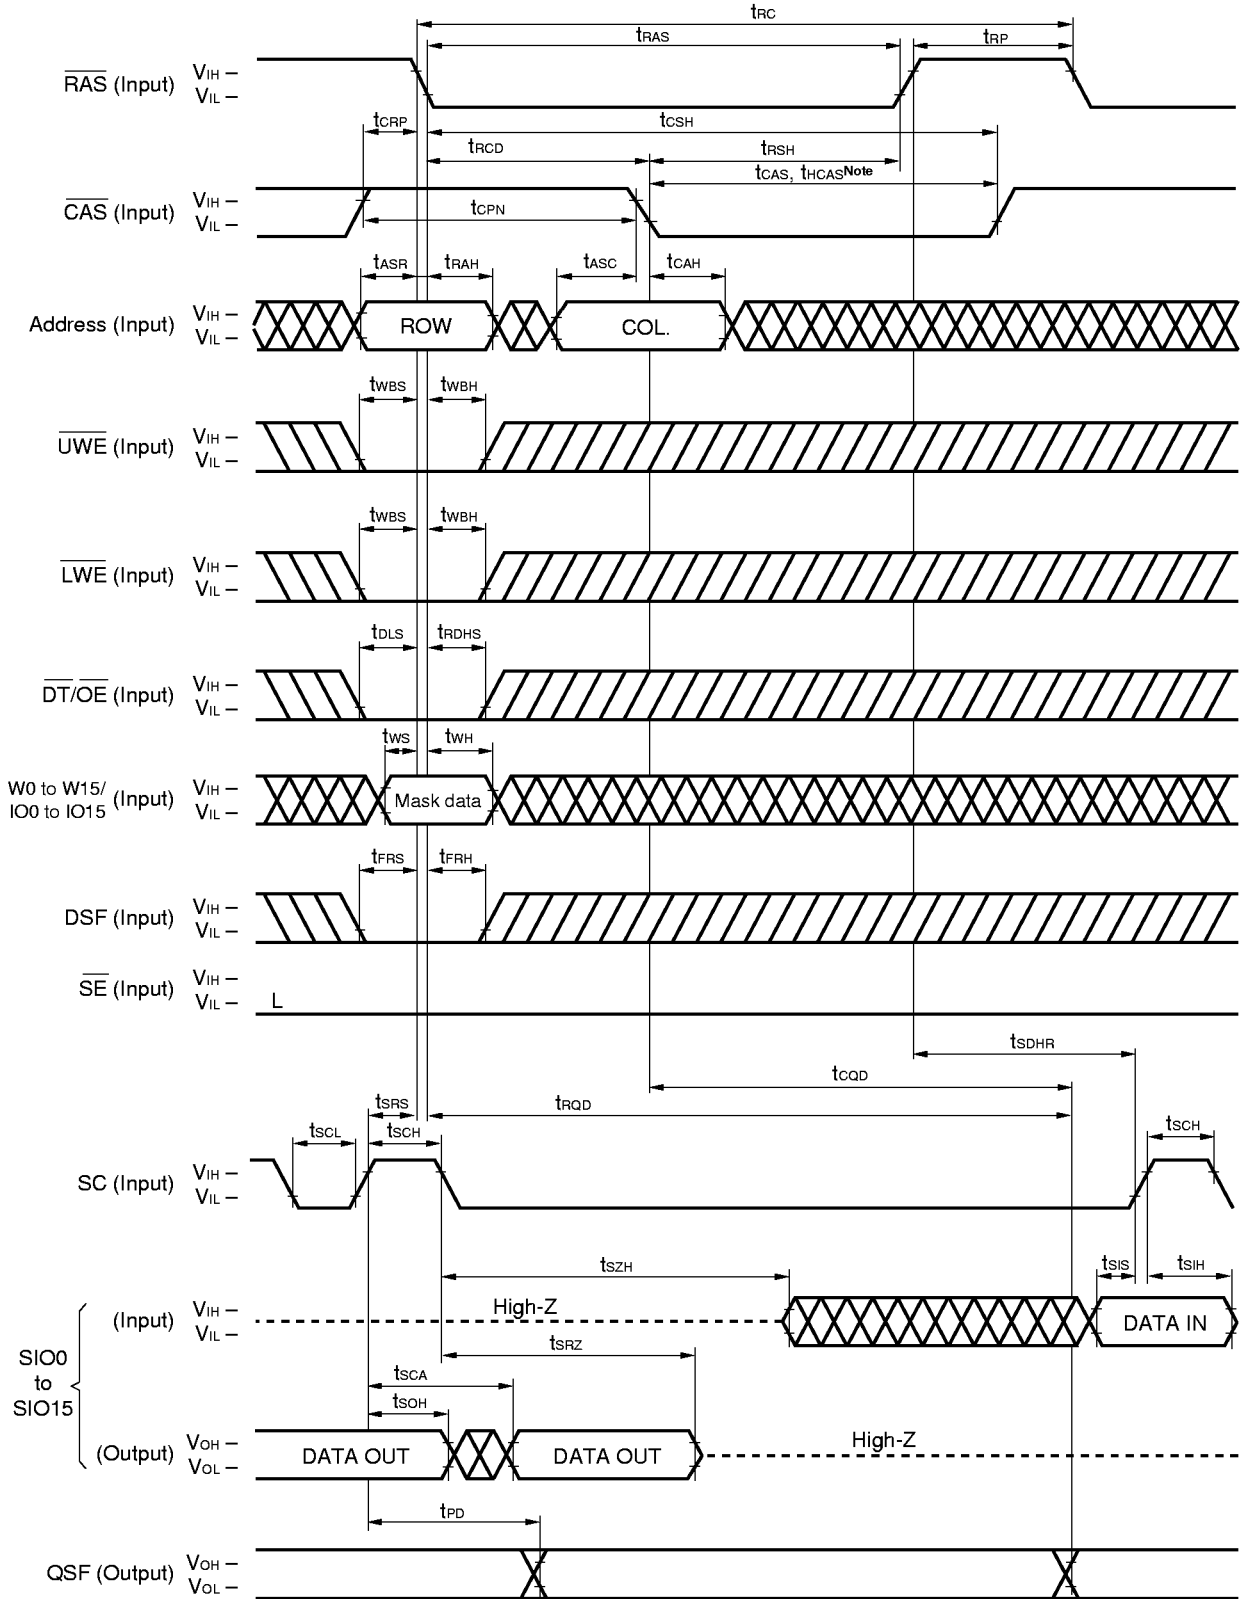 tRC
tRAS
tRP
RAS (Input)
VIH –
VIL –
tCRP
tCSH
tRCD
tRSH
tCAS, tHCAS Note
CAS (Input)
VIH –
VIL –
tCPN
tASR
tRAH
tASC
tCAH
Address (Input)
VIH –
VIL –
ROW
COL.
tWBS
tWBH
UWE (Input)
VIH –
VIL –
tWBS
tWBH
LWE (Input)
VIH –
VIL –
tDLS
tRDHS
DT/OE (Input)
VIH –
VIL –
tWS
tWH
W0 to W15/
IO0 to IO15
(Input)
VIH –
VIL –
Mask data
tFRS
tFRH
DSF (Input)
VIH –
VIL –
SE (Input)
VIH –
VIL –
L
tSDHR
tCQD
tSRS
tRQD
tSCL
tSCH
tSCH
SC (Input)
VIH –
VIL –
tSZH
tSIS
tSIH
(Input)
VIH –
VIL –
High-Z
DATA IN
tSRZ
SIO0
to
SIO15
tSCA
tSOH
(Output)
VOH –
VOL –
DATA OUT
DATA OUT
High-Z
tPD
QSF (Output)
VOH –
VOL –